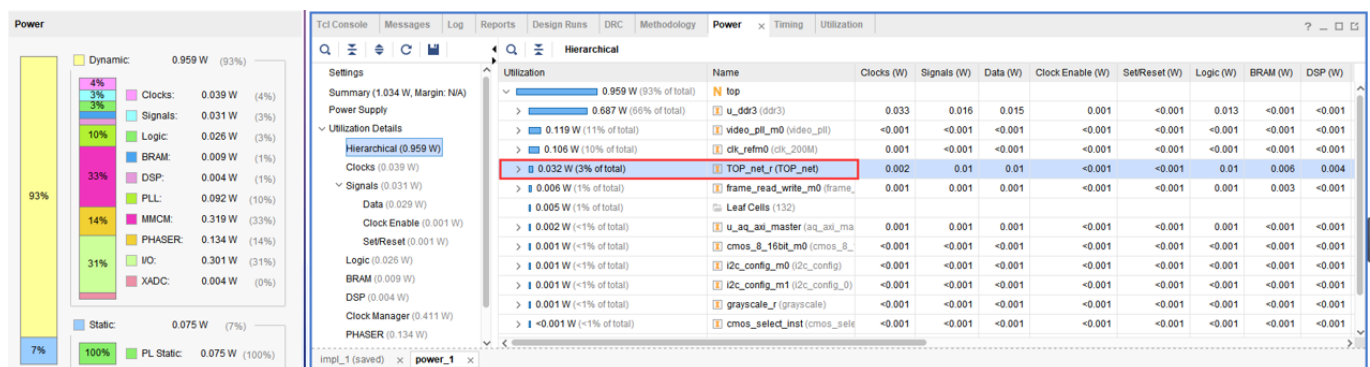 Power
93%
7%
Dynamic: 0.959 W (93%)
4%
3%
3%
10%
33%
14%
31%
Clocks: 0.039 W (4%)
Signals: 0.031 W (3%)
Logic: 0.026 W (3%)
BRAM: 0.009 W (1%)
DSP: 0.004 W (1%)
PLL: 0.092 W (10%)
MMCM: 0.319 W (33%)
PHASER: 0.134 W (14%)
I/O: 0.301 W (31%)
XADC: 0.004 W (0%)
Static: 0.075 W (7%)
100% PL Static: 0.075 W (100%)
Tcl Console Messages Log Reports Design Runs DRC Methodology Power Timing Utilization
Hierarchical
Settings
Summary (1.034 W, Margin: N/A)
Power Supply
Utilization Details
Hierarchical (0.959 W)
Clocks (0.039 W)
Signals (0.031 W)
Data (0.029 W)
Clock Enable (0.001 W)
Set/Reset (0.001 W)
Logic (0.026 W)
BRAM (0.009 W)
DSP (0.004 W)
Clock Manager (0.411 W)
PHASER (0.134 W)
Utilization Name Clocks (W) Signals (W) Data (W) Clock Enable (W) Set/Reset (W) Logic (W) BRAM (W) DSP (W)
0.959 W (93% of total) N top
0.687 W (66% of total) u_ddr3 (ddr3) 0.033 0.016 0.015 0.001 <0.001 0.013 <0.001 <0.001
0.119 W (11% of total) video_pll_m0 (video_pll) <0.001 <0.001 <0.001 <0.001 <0.001 <0.001 <0.001 <0.001
0.106 W (10% of total) clk_refm0 (clk_200M) 0.001 <0.001 <0.001 <0.001 <0.001 <0.001 <0.001 <0.001
0.032 W (3% of total) TOP_net_r (TOP_net) 0.002 0.01 0.01 <0.001 <0.001 0.01 0.006 0.004
0.006 W (1% of total) frame_read_write_m0 (frame_ 0.001 0.001 0.001 <0.001 <0.001 0.001 0.003 <0.001
0.005 W (1% of total) Leaf Cells (132)
0.002 W (<1% of total) u_aq_axi_master (aq_axi_ma 0.001 0.001 0.001 <0.001 <0.001 0.001 <0.001 <0.001
0.001 W (<1% of total) cmos_8_16bit_m0 (cmos_8_ <0.001 <0.001 <0.001 <0.001 <0.001 <0.001 <0.001 <0.001
0.001 W (<1% of total) i2c_config_m0 (i2c_config) <0.001 <0.001 <0.001 <0.001 <0.001 <0.001 <0.001 <0.001
0.001 W (<1% of total) i2c_config_m1 (i2c_config_0) <0.001 <0.001 <0.001 <0.001 <0.001 <0.001 <0.001 <0.001
0.001 W (<1% of total) grayscale_r (grayscale) <0.001 <0.001 <0.001 <0.001 <0.001 <0.001 <0.001 <0.001
<0.001 W (<1% of total) cmos_select_inst (cmos_sele <0.001 <0.001 <0.001 <0.001 <0.001 <0.001 <0.001 <0.001
impl_1 (saved) power_1